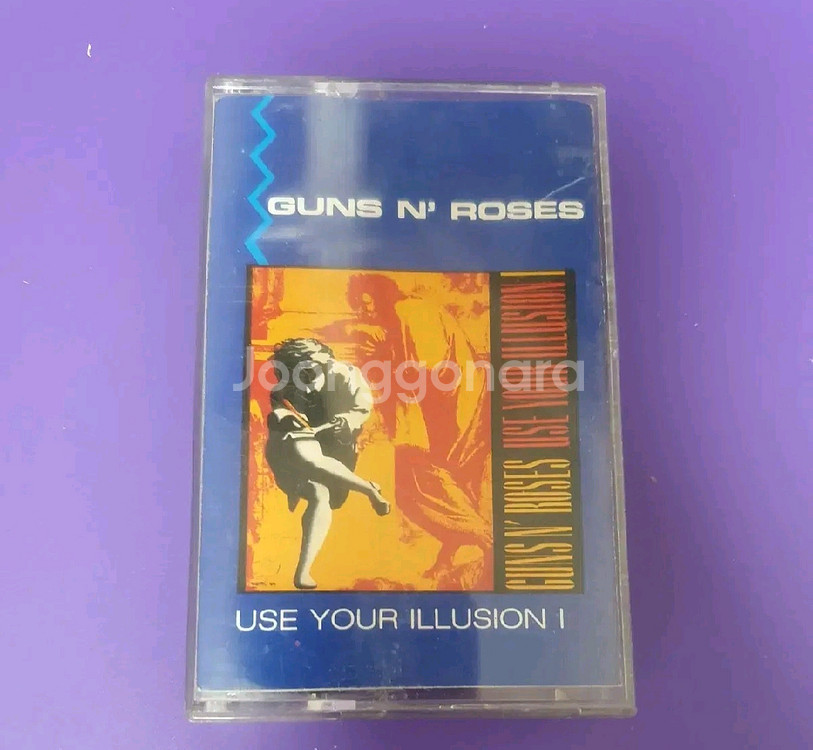 GUNS N' ROSES
Joonggonara
GUNS N' ROSES USE YOUR ILLUSION I
USE YOUR ILLUSION I